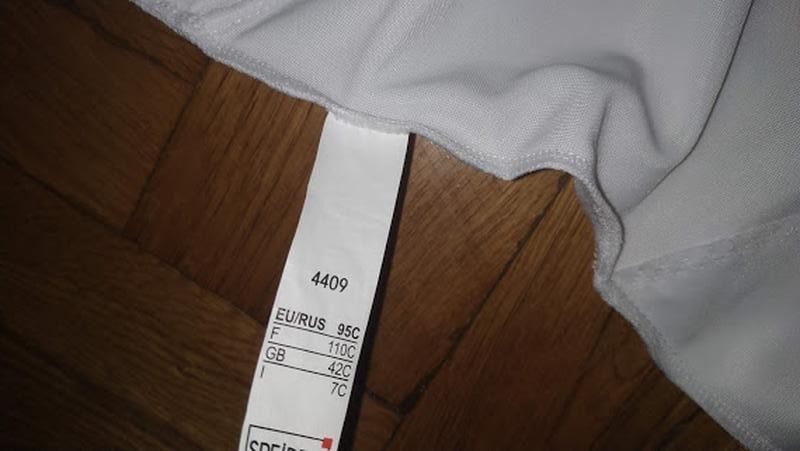 4409
EU/RUS 95C
F 110C
GB 42C
I 7C